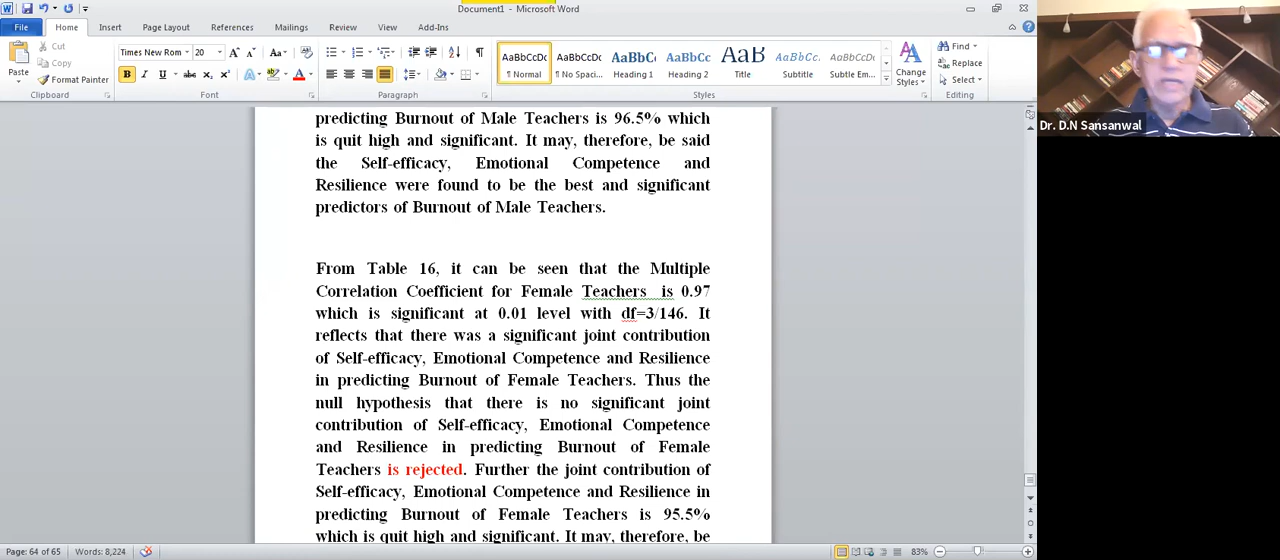 Document1 - Microsoft Word
File Home Insert Page Layout References Mailings Review View Add-Ins
Paste
Cut
Copy
Format Painter
Clipboard
Times New Rom 20
Font
Paragraph
AaBbCcDc AaBbCcDc AaBbC AaBbCc AaB AaBbCc. AaBbCcDc
¶ Normal ¶ No Spaci... Heading 1 Heading 2 Title Subtitle Subtle Em...
Change Styles
Styles
Find
Replace
Select
Editing
Dr. D.N Sansanwal
predicting Burnout of Male Teachers is 96.5% which
is quit high and significant. It may, therefore, be said
the Self-efficacy, Emotional Competence and
Resilience were found to be the best and significant
predictors of Burnout of Male Teachers.
From Table 16, it can be seen that the Multiple
Correlation Coefficient for Female Teachers is 0.97
which is significant at 0.01 level with df=3/146. It
reflects that there was a significant joint contribution
of Self-efficacy, Emotional Competence and Resilience
in predicting Burnout of Female Teachers. Thus the
null hypothesis that there is no significant joint
contribution of Self-efficacy, Emotional Competence
and Resilience in predicting Burnout of Female
Teachers is rejected. Further the joint contribution of
Self-efficacy, Emotional Competence and Resilience in
predicting Burnout of Female Teachers is 95.5%
which is quit high and significant. It may, therefore, be
Page: 64 of 65 Words: 8,224 83%